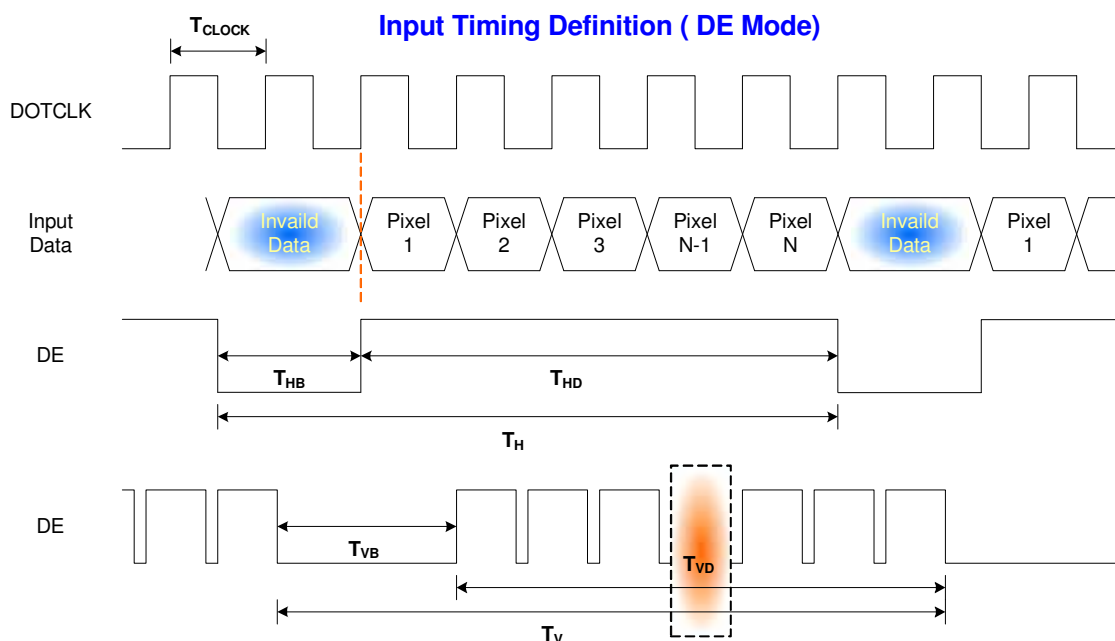 Input Timing Definition ( DE Mode)
TCLOCK
DOTCLK
Input
Data
Invaild
Data
Pixel
1
Pixel
2
Pixel
3
Pixel
N-1
Pixel
N
Invaild
Data
Pixel
1
DE
THB
THD
TH
DE
TVB
TVD
TV